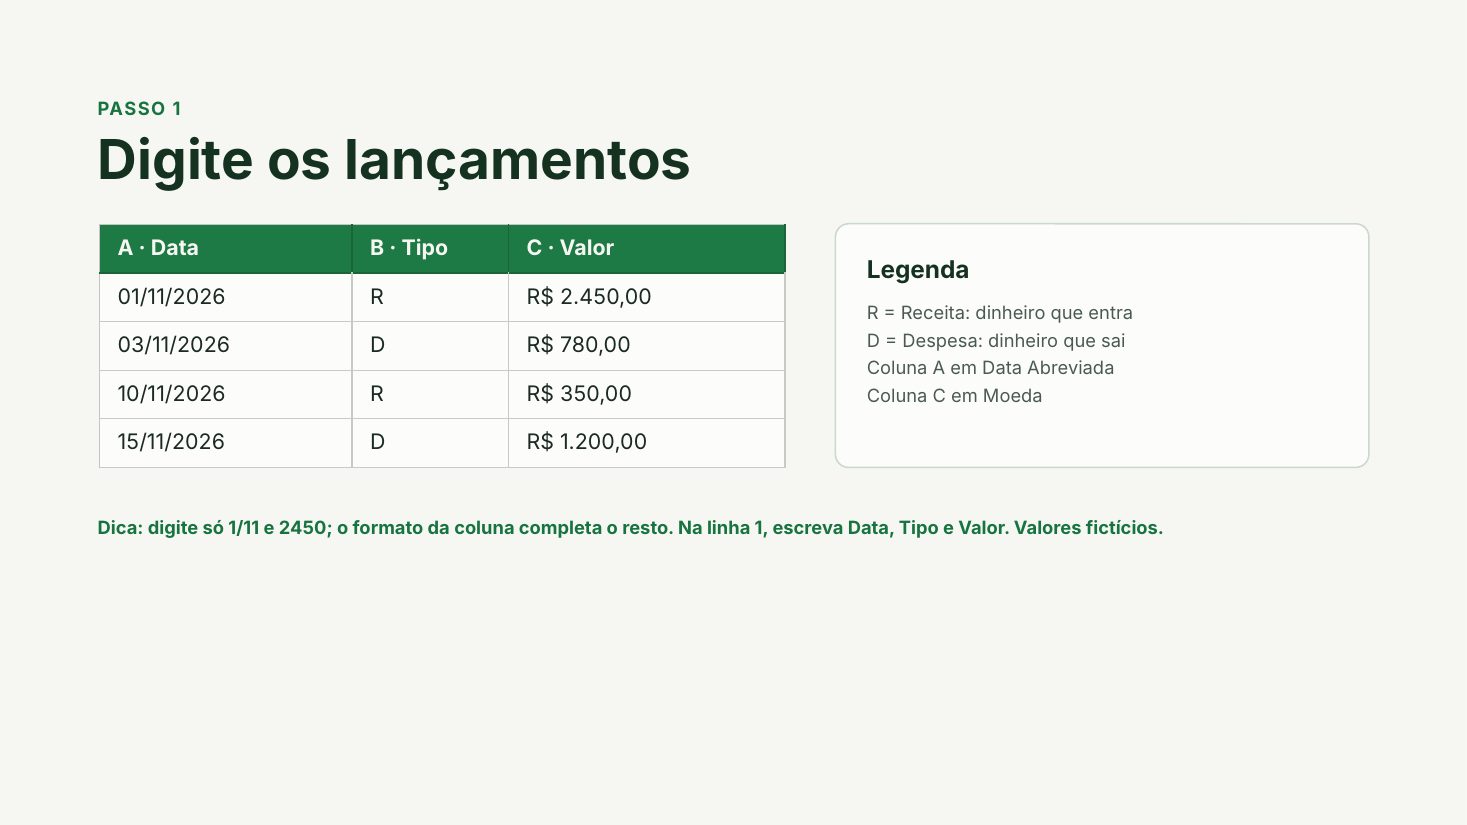 PASSO 1
Digite os lançamentos
A · Data B · Tipo C · Valor
01/11/2026 R R$ 2.450,00
03/11/2026 D R$ 780,00
10/11/2026 R R$ 350,00
15/11/2026 D R$ 1.200,00
Legenda
R = Receita: dinheiro que entra
D = Despesa: dinheiro que sai
Coluna A em Data Abreviada
Coluna C em Moeda
Dica: digite só 1/11 e 2450; o formato da coluna completa o resto. Na linha 1, escreva Data, Tipo e Valor. Valores fictícios.